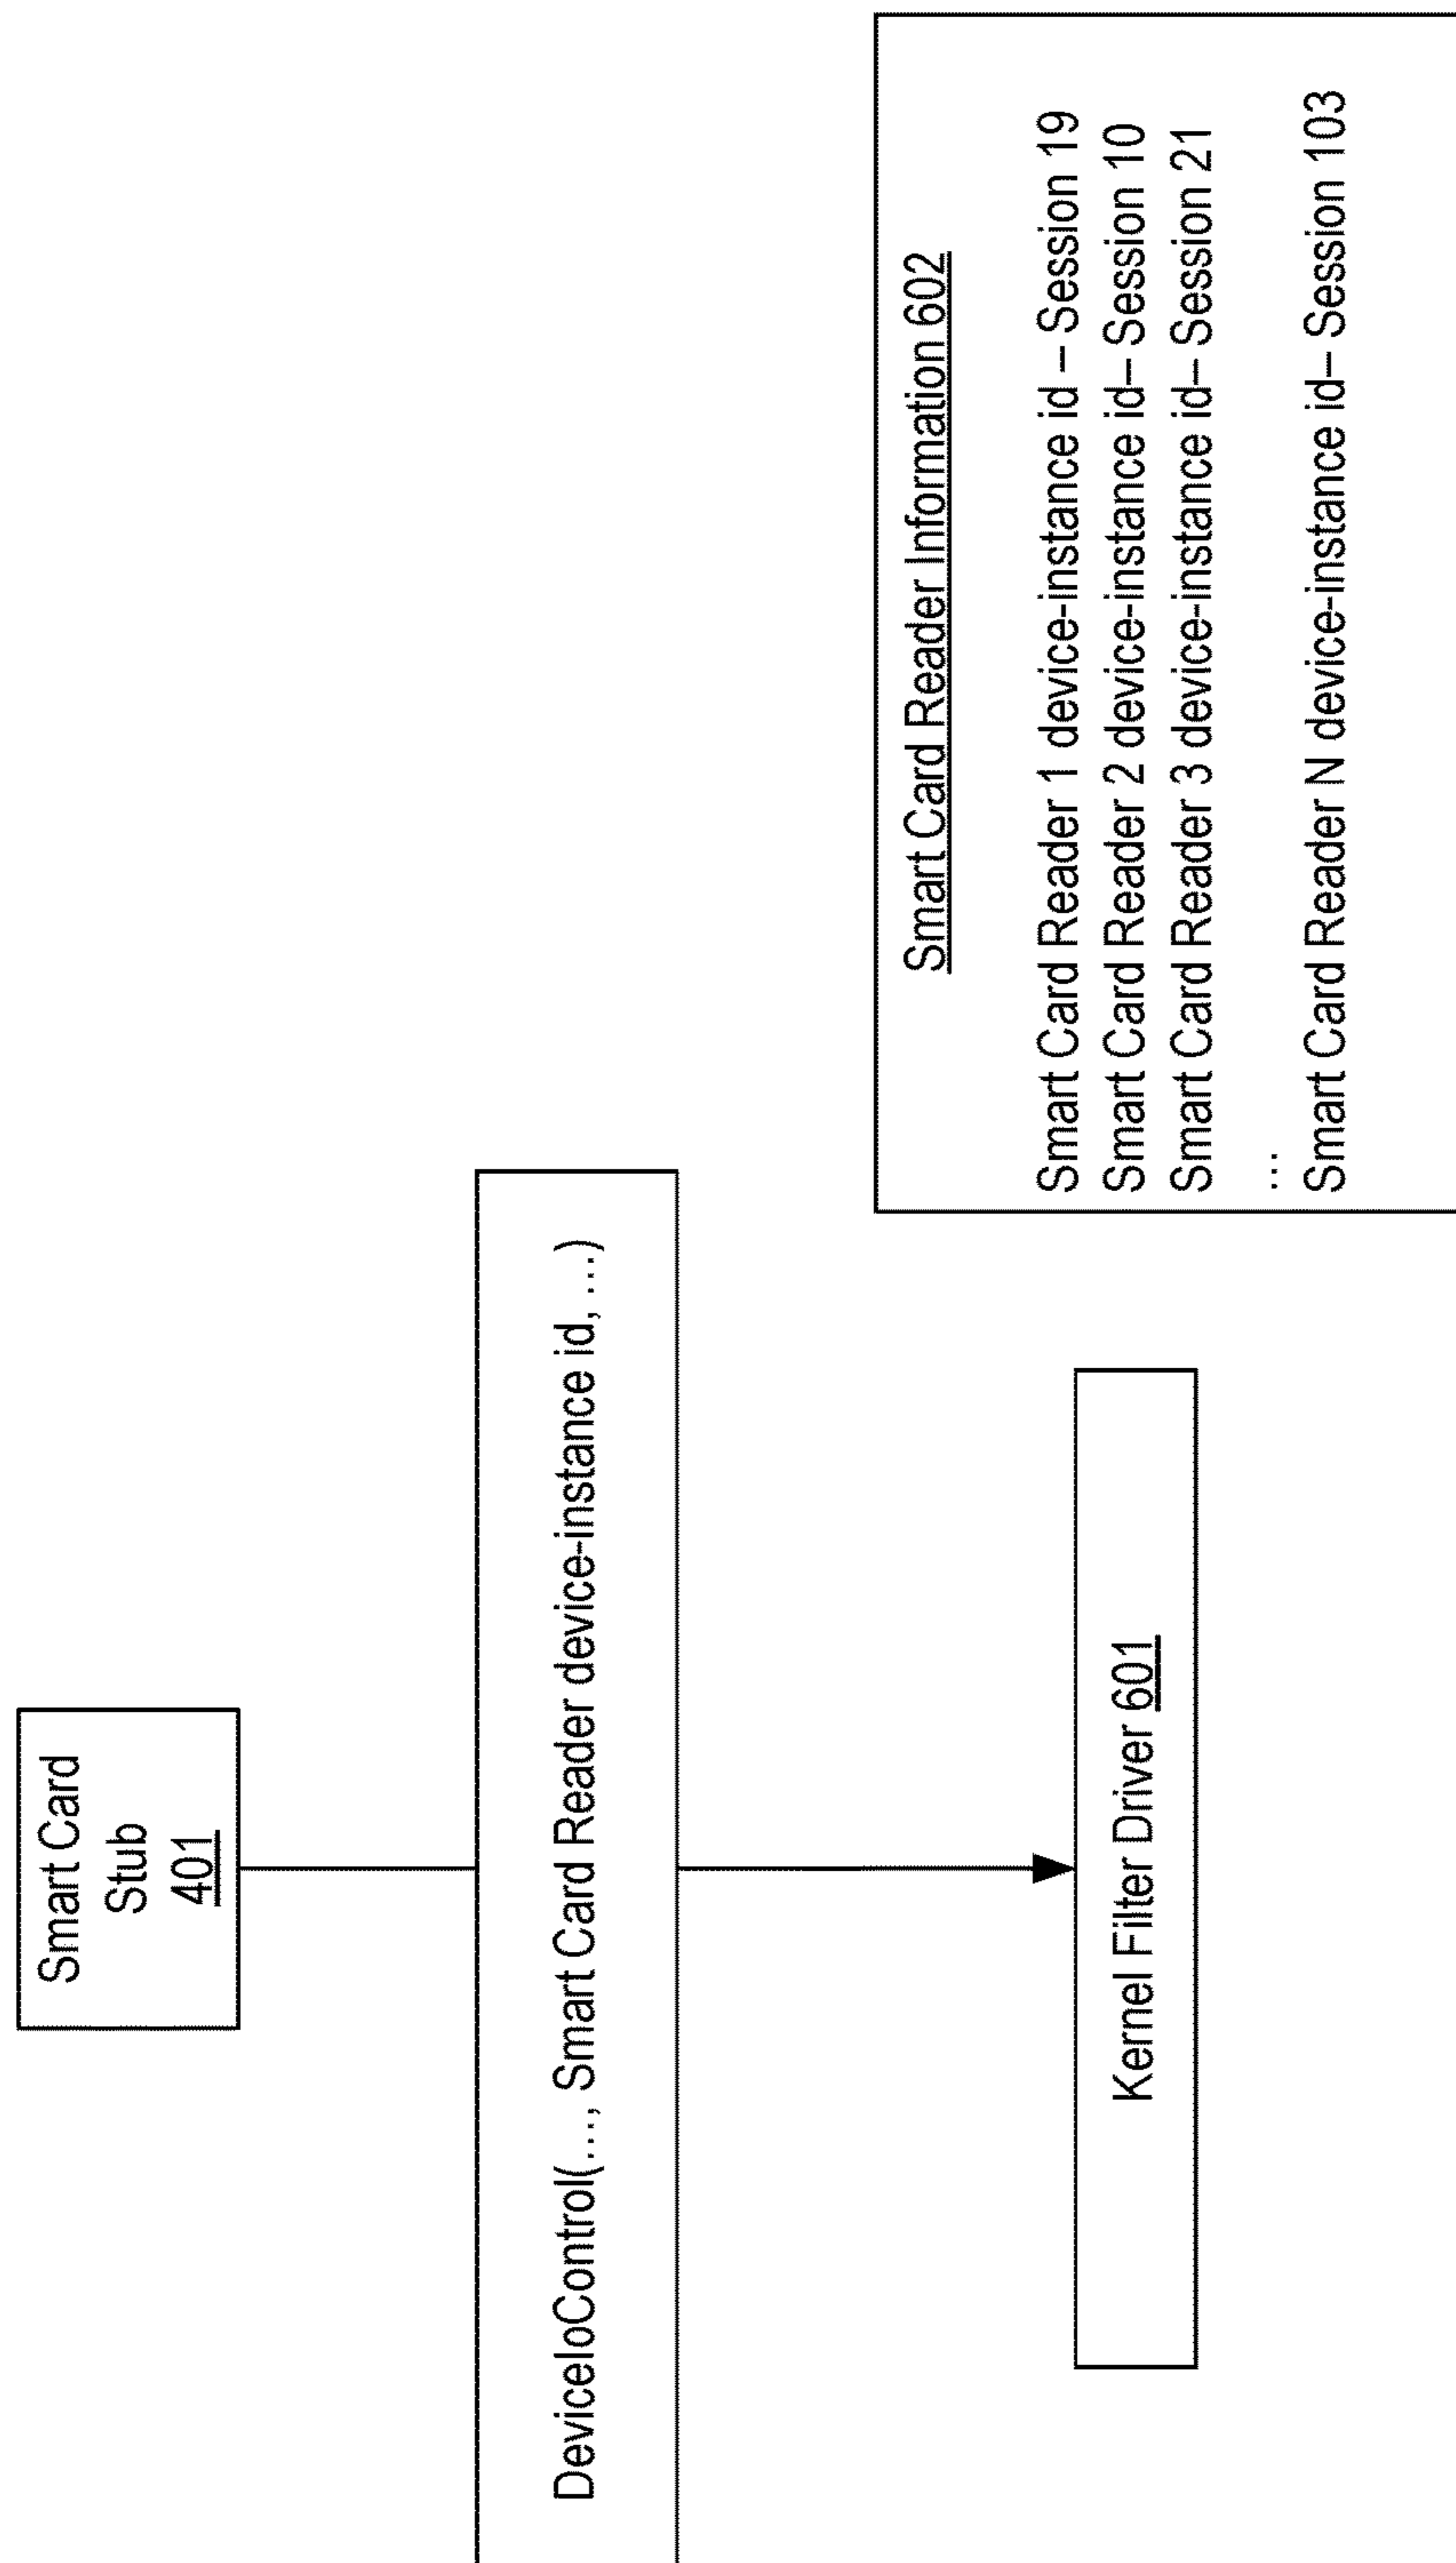 Smart Card
Stub
401
DeviceIoControl(…, Smart Card Reader device-instance id, …)
Kernel Filter Driver 601
Smart Card Reader Information 602
Smart Card Reader 1 device-instance id – Session 19
Smart Card Reader 2 device-instance id– Session 10
Smart Card Reader 3 device-instance id– Session 21
…
Smart Card Reader N device-instance id– Session 103